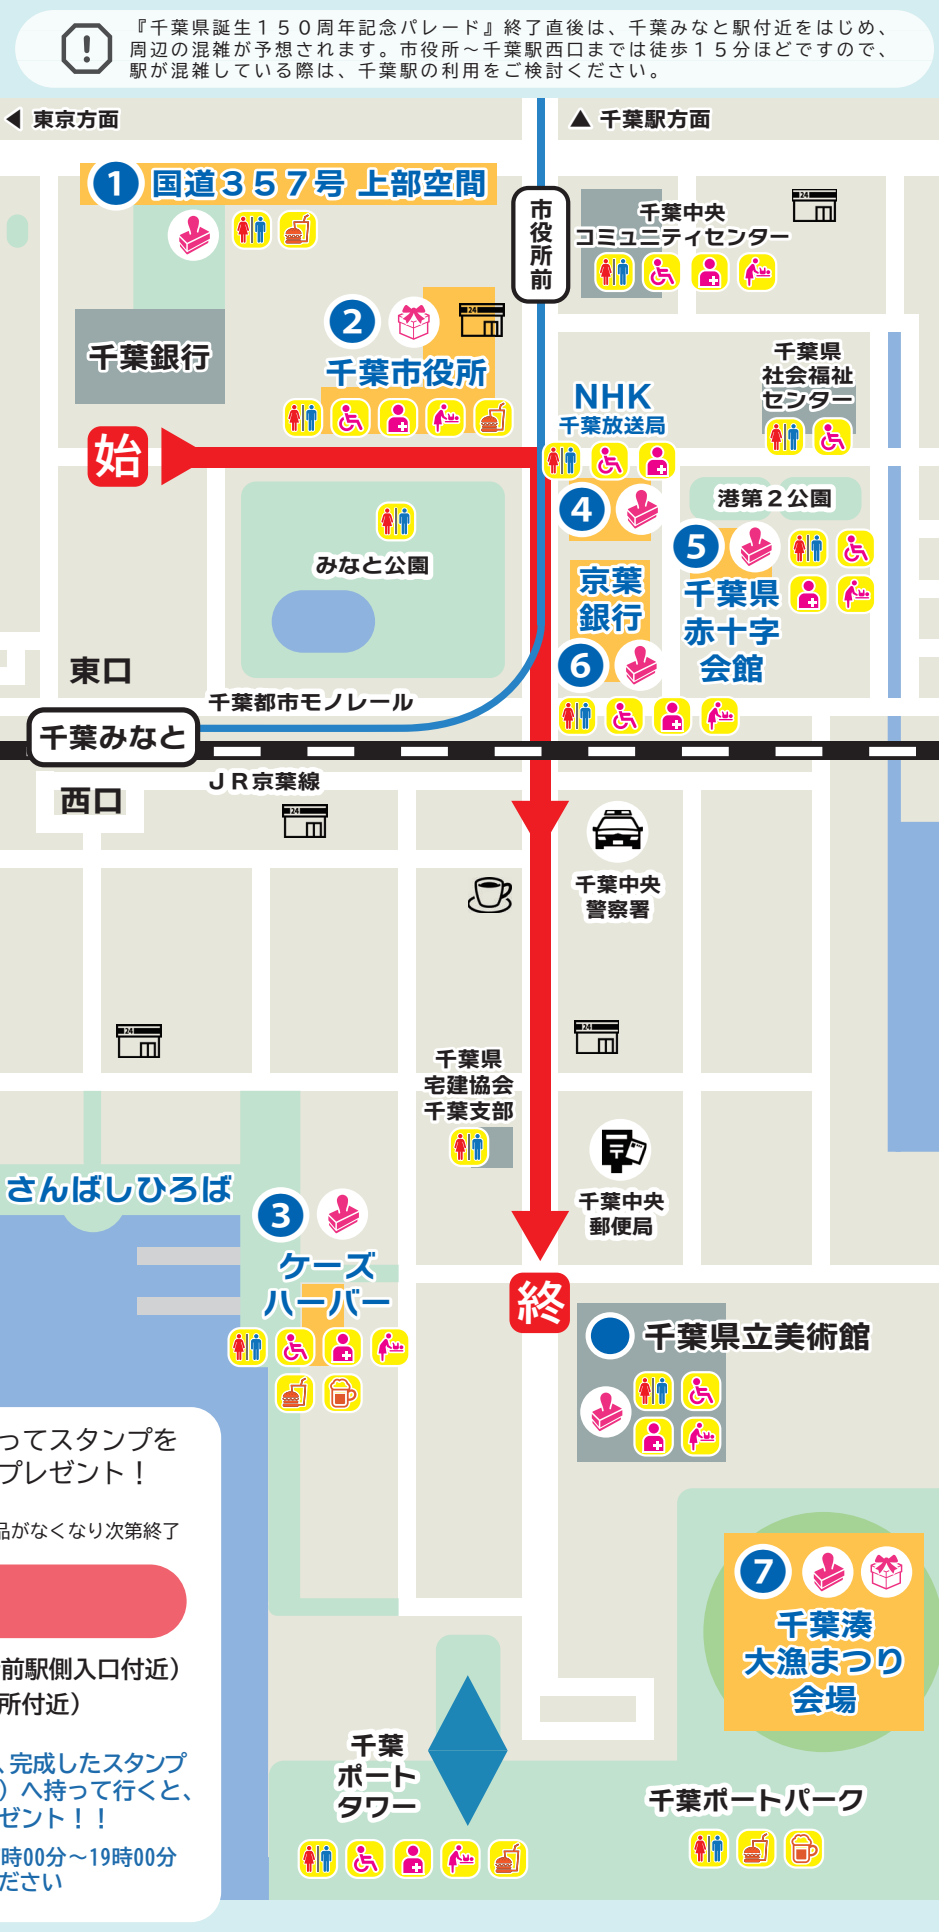 『千葉県誕生１５０周年記念パレード』終了直後は、千葉みなと駅付近をはじめ、
周辺の混雑が予想されます。市役所～千葉駅西口までは徒歩１５分ほどですので、
駅が混雑している際は、千葉駅の利用をご検討ください。
◀ 東京方面
▲ 千葉駅方面
1 国道３５７号 上部空間
市役所前
千葉中央
コミュニティセンター
24
2
24
千葉市役所
千葉銀行
千葉県
社会福祉
センター
NHK
千葉放送局
始
4
港第２公園
5
千葉県
赤十字
会館
みなと公園
京葉
銀行
6
東口
千葉都市モノレール
千葉みなと
ＪＲ京葉線
西口
24
千葉中央
警察署
24
24
千葉県
宅建協会
千葉支部
千葉中央
郵便局
さんばしひろば
3
ケーズ
ハーバー
終
千葉県立美術館
ってスタンプを
プレゼント！
品がなくなり次第終了
前駅側入口付近）
所付近）
、完成したスタンプ
）へ持って行くと、
ゼント！！
時00分～19時00分
ださい
7
千葉湊
大漁まつり
会場
千葉
ポート
タワー
千葉ポートパーク